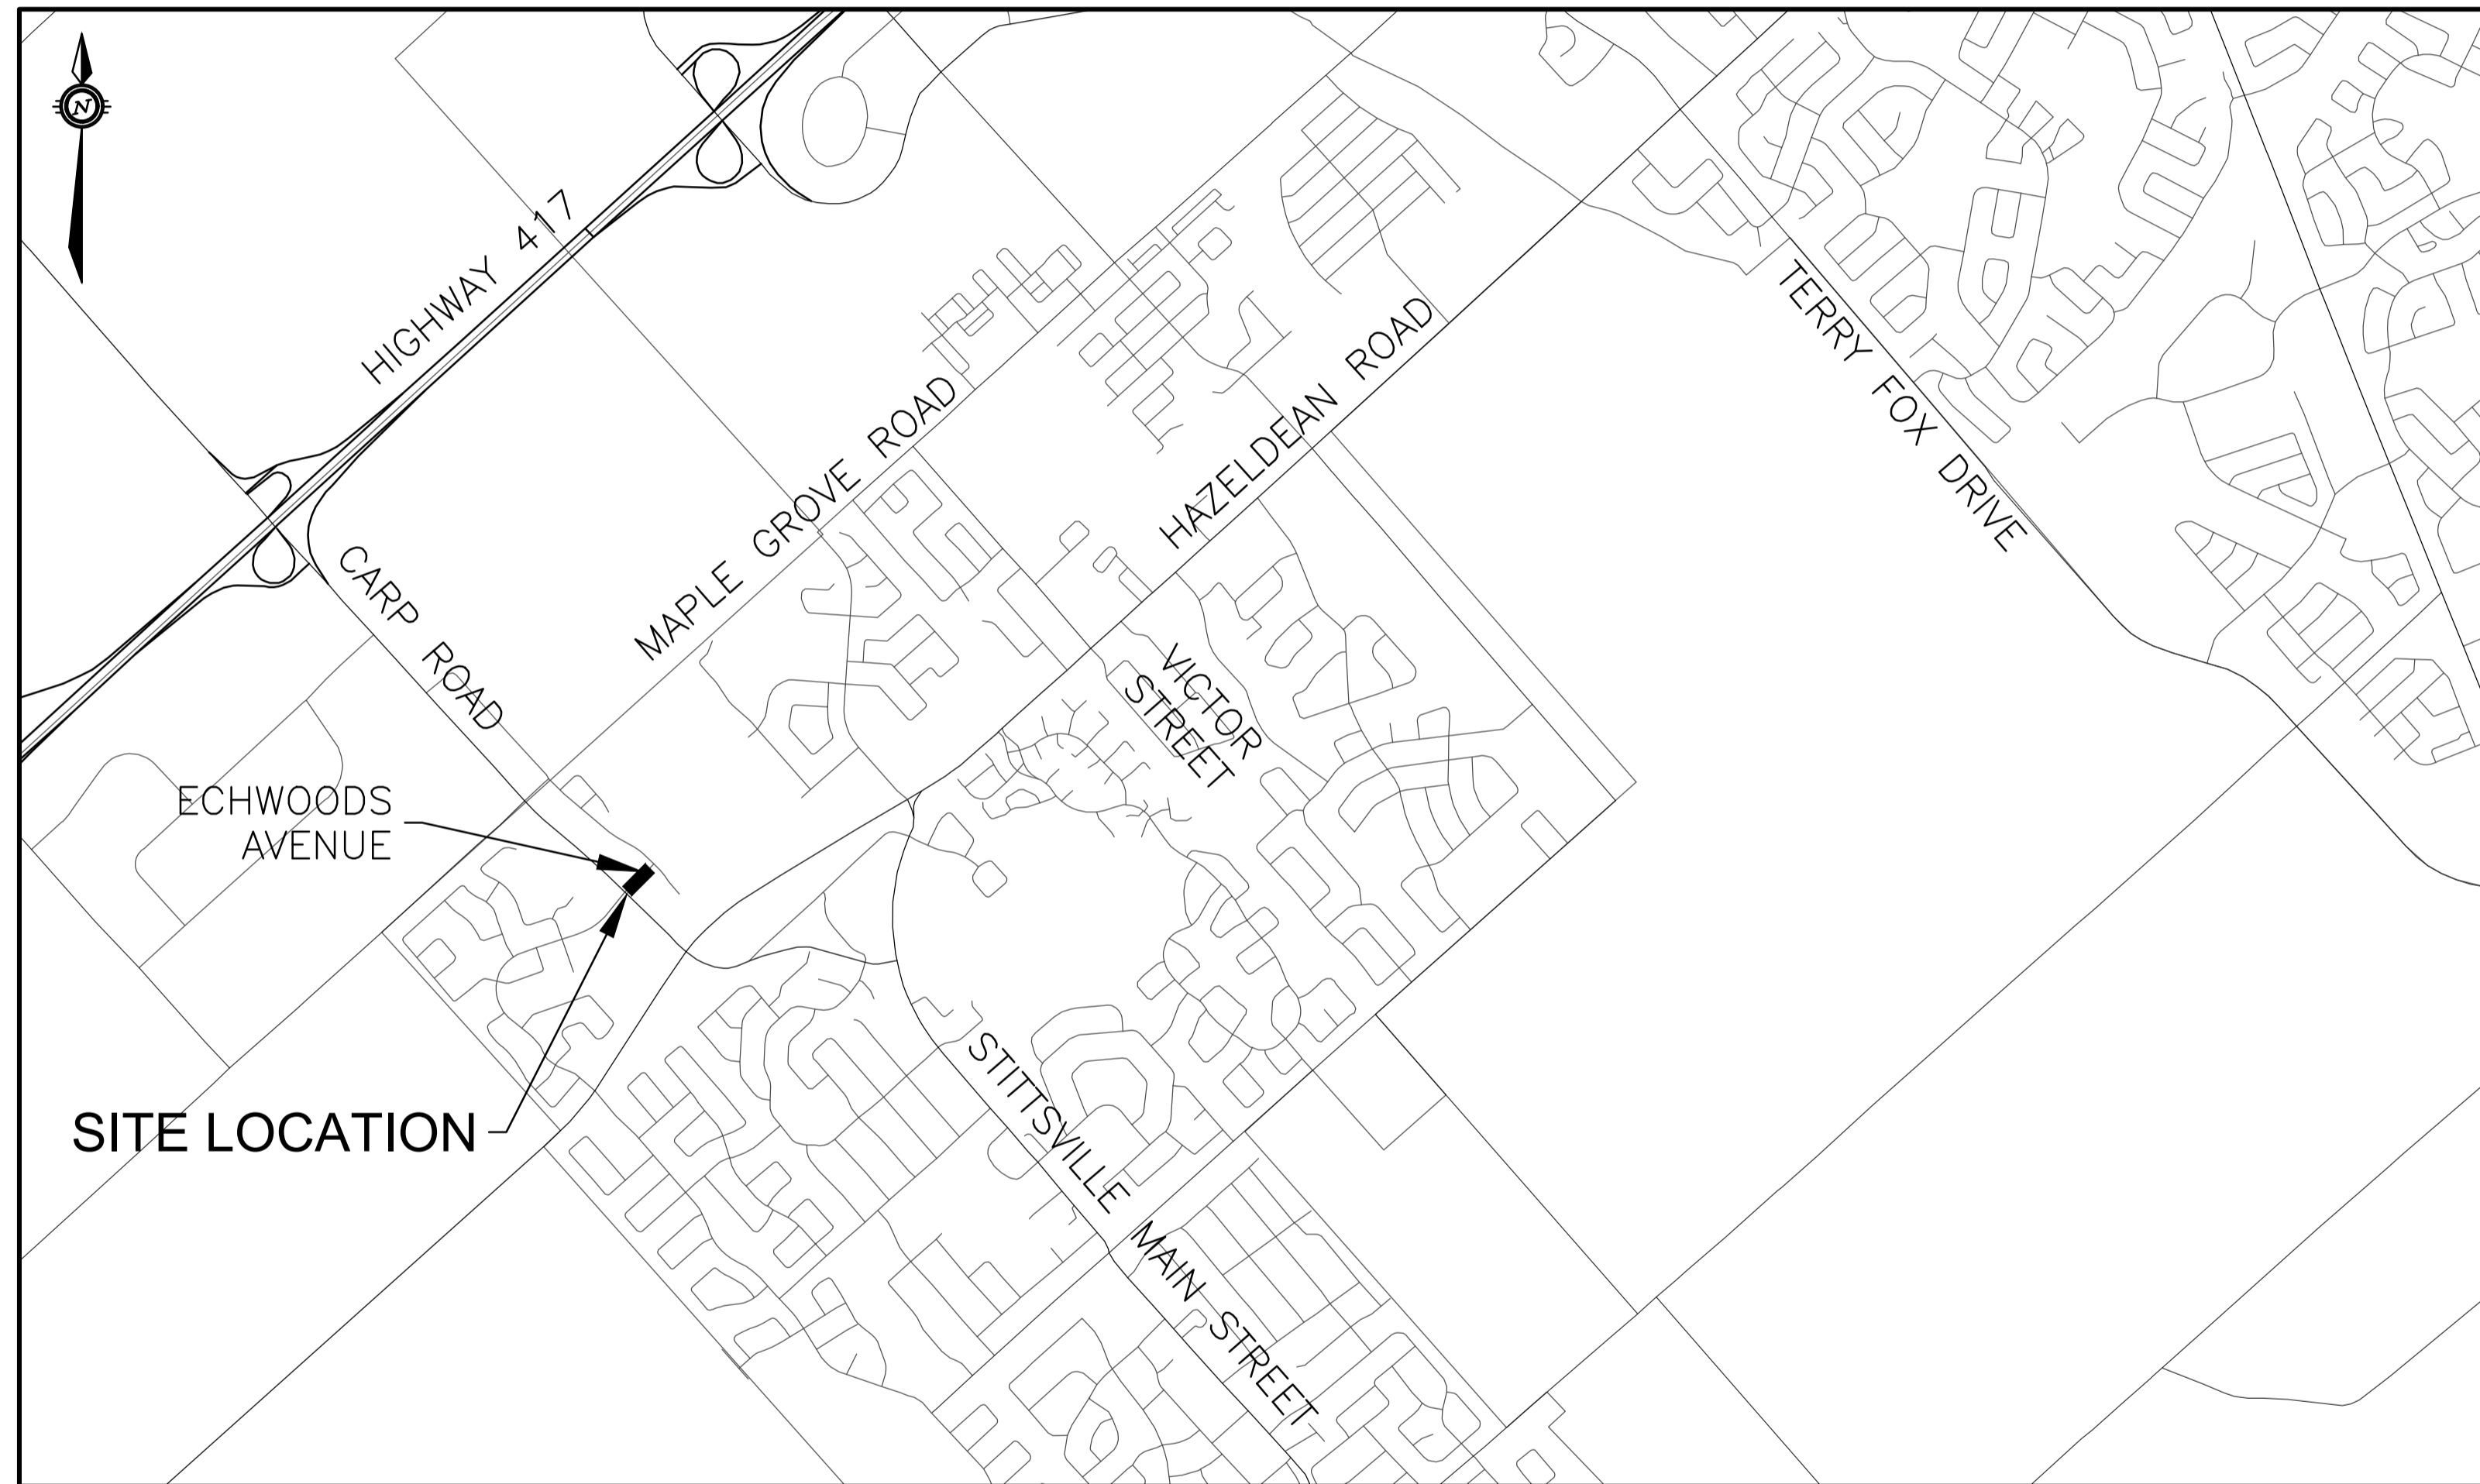 N
HIGHWAY 417
CARP ROAD
MAPLE GROVE ROAD
HAZELDEAN ROAD
TERRY FOX DRIVE
VICTOR
STREET
ECHWOODS
AVENUE
SITE LOCATION
STITTSVILLE MAIN STREET